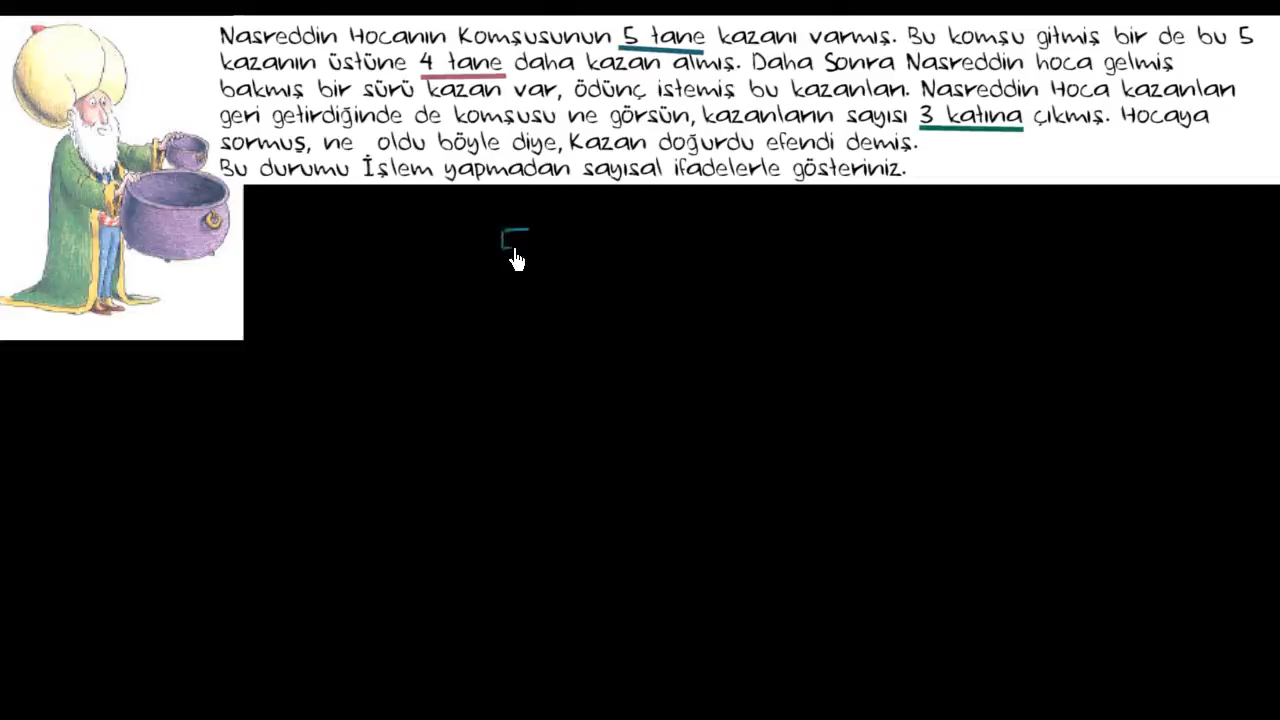 Nasreddin Hocanın Komşusunun 5 tane kazanı varmış. Bu komşu gitmiş bir de bu 5
kazanın üstüne 4 tane daha kazan almış. Daha Sonra Nasreddin hoca gelmiş
bakmış bir sürü kazan var, ödünç istemiş bu kazanları. Nasreddin Hoca kazanları
geri getirdiğinde de komşusu ne görsün, kazanların sayısı 3 katına çıkmış. Hocaya
sormuş, ne oldu böyle diye, Kazan doğurdu efendi demiş.
Bu durumu İşlem yapmadan sayısal ifadelerle gösteriniz.